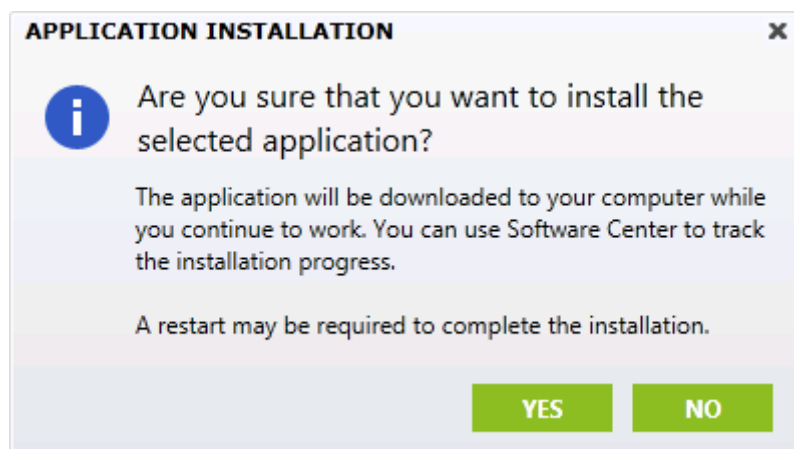 APPLICATION INSTALLATION
Are you sure that you want to install the
selected application?
The application will be downloaded to your computer while
you continue to work. You can use Software Center to track
the installation progress.
A restart may be required to complete the installation.
YES NO